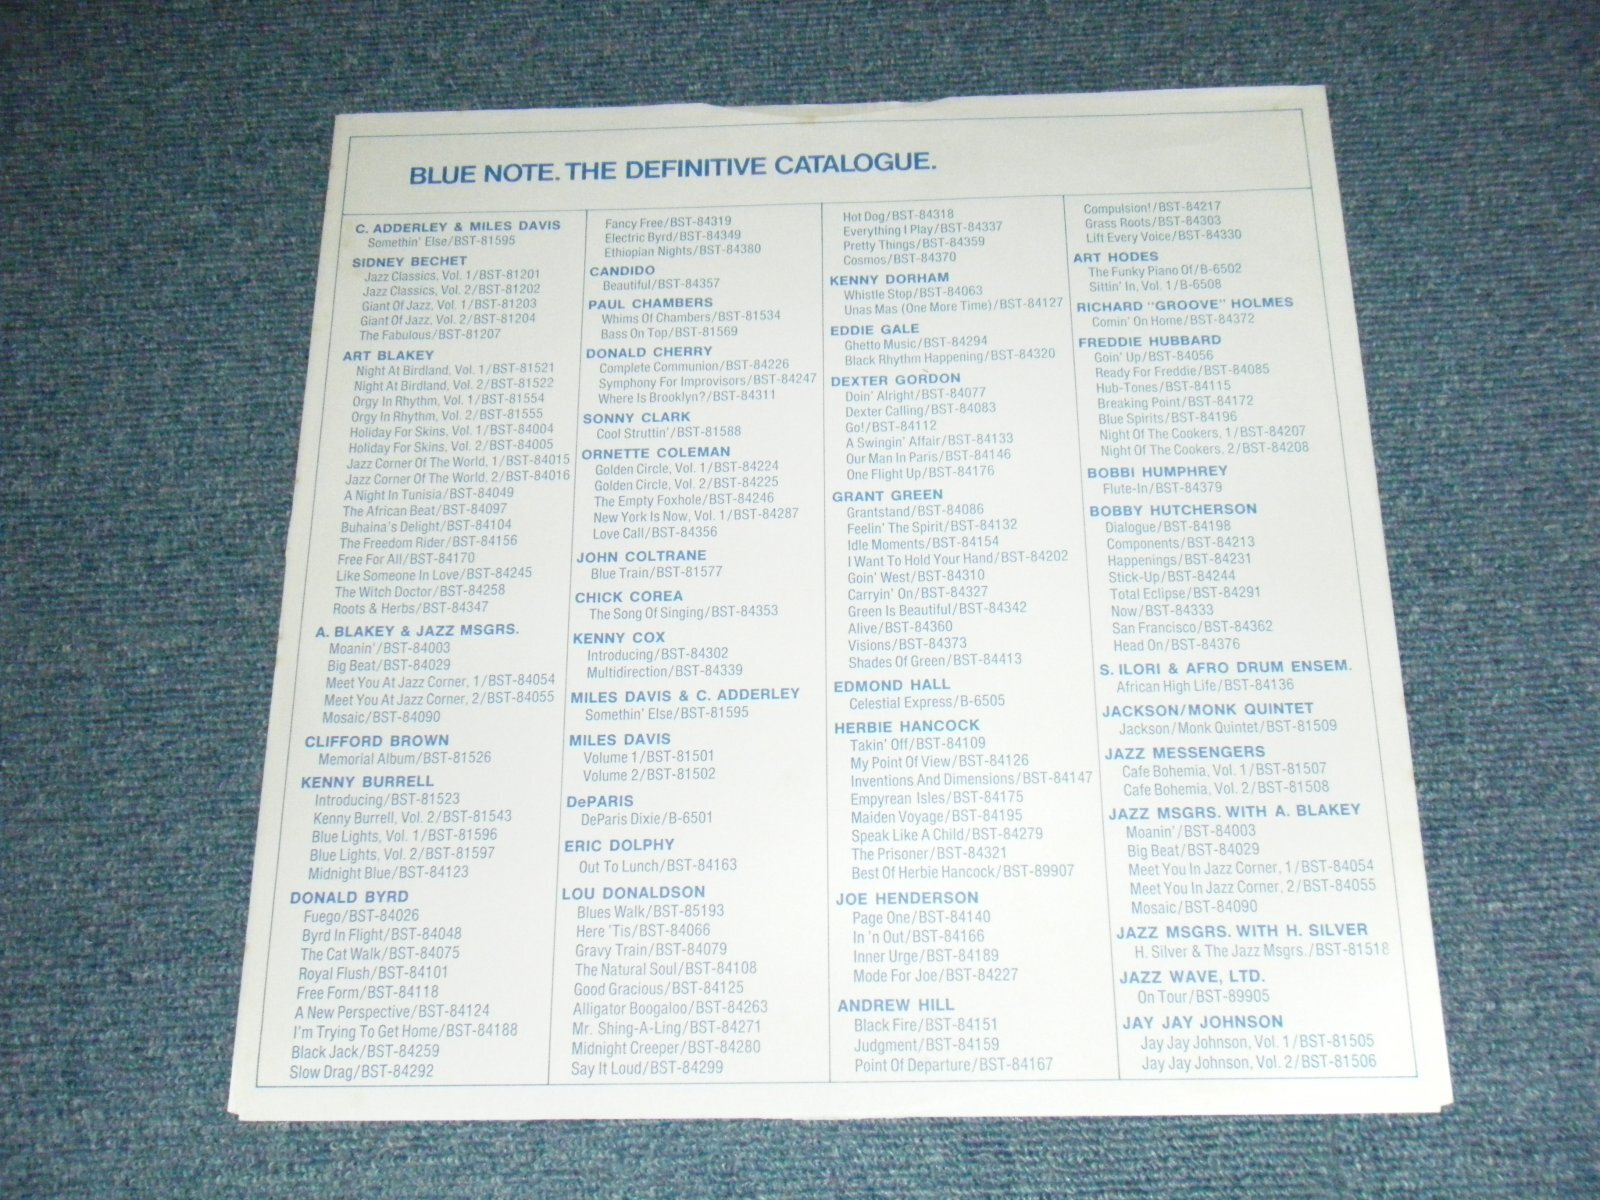 BLUE NOTE. THE DEFINITIVE CATALOGUE.
C. ADDERLEY & MILES DAVIS
Somethin' Else/BST-81595
SIDNEY BECHET
Jazz Classics, Vol. 1/BST-81201
Jazz Classics, Vol. 2/BST-81202
Giant Of Jazz, Vol. 1/BST-81203
Giant Of Jazz, Vol. 2/BST-81204
The Fabulous/BST-81207
ART BLAKEY
Night At Birdland, Vol. 1/BST-81521
Night At Birdland, Vol. 2/BST-81522
Orgy In Rhythm, Vol. 1/BST-81554
Orgy In Rhythm, Vol. 2/BST-81555
Holiday For Skins, Vol. 1/BST-84004
Holiday For Skins, Vol. 2/BST-84005
Jazz Corner Of The World, 1/BST-84015
Jazz Corner Of The World, 2/BST-84016
A Night In Tunisia/BST-84049
The African Beat/BST-84097
Buhaina's Delight/BST-84104
The Freedom Rider/BST-84156
Free For All/BST-84170
Like Someone In Love/BST-84245
The Witch Doctor/BST-84258
Roots & Herbs/BST-84347
A. BLAKEY & JAZZ MSGRS.
Moanin'/BST-84003
Big Beat/BST-84029
Meet You At Jazz Corner, 1/BST-84054
Meet You At Jazz Corner, 2/BST-84055
Mosaic/BST-84090
CLIFFORD BROWN
Memorial Album/BST-81526
KENNY BURRELL
Introducing/BST-81523
Kenny Burrell, Vol. 2/BST-81543
Blue Lights, Vol. 1/BST-81596
Blue Lights, Vol. 2/BST-81597
Midnight Blue/BST-84123
DONALD BYRD
Fuego/BST-84026
Byrd In Flight/BST-84048
The Cat Walk/BST-84075
Royal Flush/BST-84101
Free Form/BST-84118
A New Perspective/BST-84124
I'm Trying To Get Home/BST-84188
Black Jack/BST-84259
Slow Drag/BST-84292
Fancy Free/BST-84319
Electric Byrd/BST-84349
Ethiopian Nights/BST-84380
CANDIDO
Beautiful/BST-84357
PAUL CHAMBERS
Whims Of Chambers/BST-81534
Bass On Top/BST-81569
DONALD CHERRY
Complete Communion/BST-84226
Symphony For Improvisors/BST-84247
Where Is Brooklyn?/BST-84311
SONNY CLARK
Cool Struttin'/BST-81588
ORNETTE COLEMAN
Golden Circle, Vol. 1/BST-84224
Golden Circle, Vol. 2/BST-84225
The Empty Foxhole/BST-84246
New York Is Now, Vol. 1/BST-84287
Love Call/BST-84356
JOHN COLTRANE
Blue Train/BST-81577
CHICK COREA
The Song Of Singing/BST-84353
KENNY COX
Introducing/BST-84302
Multidirection/BST-84339
MILES DAVIS & C. ADDERLEY
Somethin' Else/BST-81595
MILES DAVIS
Volume 1/BST-81501
Volume 2/BST-81502
DePARIS
DeParis Dixie/B-6501
ERIC DOLPHY
Out To Lunch/BST-84163
LOU DONALDSON
Blues Walk/BST-85193
Here 'Tis/BST-84066
Gravy Train/BST-84079
The Natural Soul/BST-84108
Good Gracious/BST-84125
Alligator Boogaloo/BST-84263
Mr. Shing-A-Ling/BST-84271
Midnight Creeper/BST-84280
Say It Loud/BST-84299
Hot Dog/BST-84318
Everything I Play/BST-84337
Pretty Things/BST-84359
Cosmos/BST-84370
KENNY DORHAM
Whistle Stop/BST-84063
Unas Mas (One More Time)/BST-84127
EDDIE GALE
Ghetto Music/BST-84294
Black Rhythm Happening/BST-84320
DEXTER GORDON
Doin' Alright/BST-84077
Dexter Calling/BST-84083
Go!/BST-84112
A Swingin' Affair/BST-84133
Our Man In Paris/BST-84146
One Flight Up/BST-84176
GRANT GREEN
Grantstand/BST-84086
Feelin' The Spirit/BST-84132
Idle Moments/BST-84154
I Want To Hold Your Hand/BST-84202
Goin' West/BST-84310
Carryin' On/BST-84327
Green Is Beautiful/BST-84342
Alive/BST-84360
Visions/BST-84373
Shades Of Green/BST-84413
EDMOND HALL
Celestial Express/B-6505
HERBIE HANCOCK
Takin' Off/BST-84109
My Point Of View/BST-84126
Inventions And Dimensions/BST-84147
Empyrean Isles/BST-84175
Maiden Voyage/BST-84195
Speak Like A Child/BST-84279
The Prisoner/BST-84321
Best Of Herbie Hancock/BST-89907
JOE HENDERSON
Page One/BST-84140
In 'n Out/BST-84166
Inner Urge/BST-84189
Mode For Joe/BST-84227
ANDREW HILL
Black Fire/BST-84151
Judgment/BST-84159
Point Of Departure/BST-84167
Compulsion!/BST-84217
Grass Roots/BST-84303
Lift Every Voice/BST-84330
ART HODES
The Funky Piano Of/B-6502
Sittin' In, Vol. 1/B-6508
RICHARD "GROOVE" HOLMES
Comin' On Home/BST-84372
FREDDIE HUBBARD
Goin' Up/BST-84056
Ready For Freddie/BST-84085
Hub-Tones/BST-84115
Breaking Point/BST-84172
Blue Spirits/BST-84196
Night Of The Cookers, 1/BST-84207
Night Of The Cookers, 2/BST-84208
BOBBI HUMPHREY
Flute-In/BST-84379
BOBBY HUTCHERSON
Dialogue/BST-84198
Components/BST-84213
Happenings/BST-84231
Stick-Up/BST-84244
Total Eclipse/BST-84291
Now/BST-84333
San Francisco/BST-84362
Head On/BST-84376
S. ILORI & AFRO DRUM ENSEM.
African High Life/BST-84136
JACKSON/MONK QUINTET
Jackson/Monk Quintet/BST-81509
JAZZ MESSENGERS
Cafe Bohemia, Vol. 1/BST-81507
Cafe Bohemia, Vol. 2/BST-81508
JAZZ MSGRS. WITH A. BLAKEY
Moanin'/BST-84003
Big Beat/BST-84029
Meet You In Jazz Corner, 1/BST-84054
Meet You In Jazz Corner, 2/BST-84055
Mosaic/BST-84090
JAZZ MSGRS. WITH H. SILVER
H. Silver & The Jazz Msgrs./BST-81518
JAZZ WAVE, LTD.
On Tour/BST-89905
JAY JAY JOHNSON
Jay Jay Johnson, Vol. 1/BST-81505
Jay Jay Johnson, Vol. 2/BST-81506